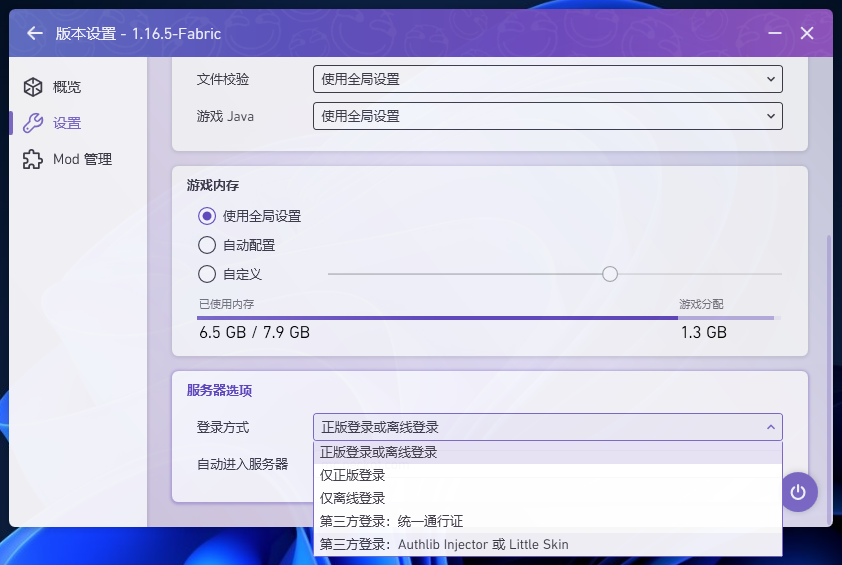 版本设置 - 1.16.5-Fabric
概览
设置
Mod 管理
文件校验
使用全局设置
游戏 Java
使用全局设置
游戏内存
使用全局设置
自动配置
自定义
已使用内存
游戏分配
6.5 GB / 7.9 GB
1.3 GB
服务器选项
登录方式
正版登录或离线登录
自动进入服务器
正版登录或离线登录
仅正版登录
仅离线登录
第三方登录：统一通行证
第三方登录：Authlib Injector 或 Little Skin